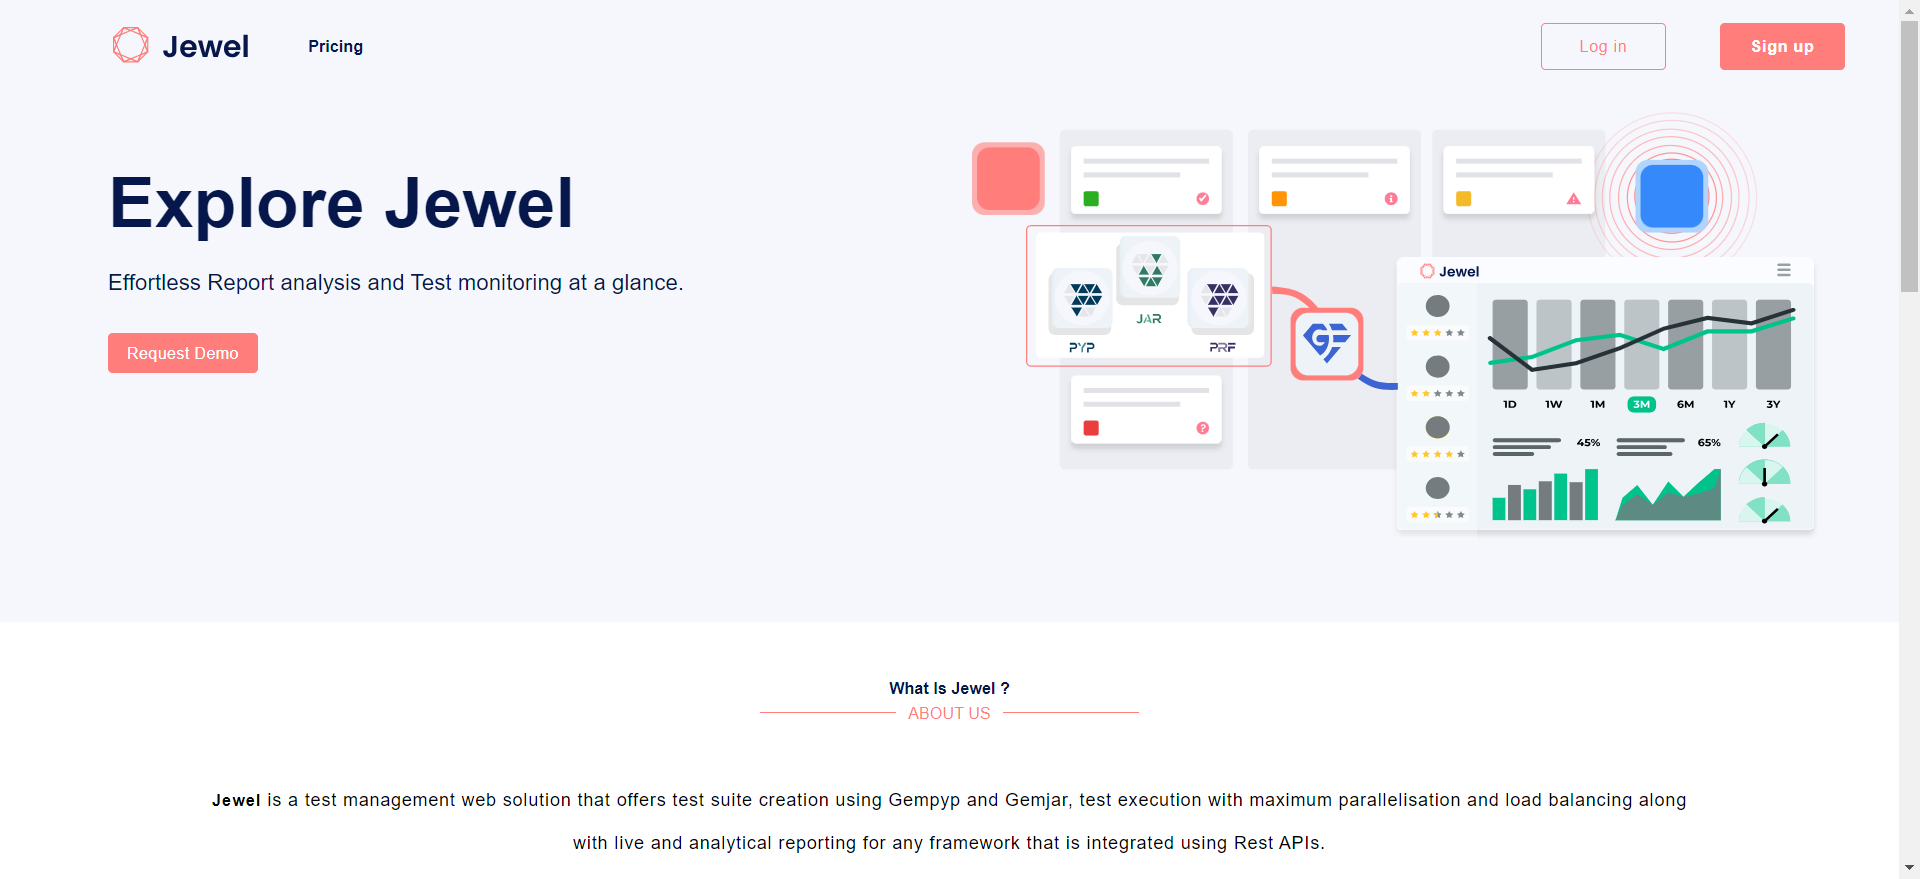 Jewel
Pricing
Log in
Sign up
Explore Jewel
Effortless Report analysis and Test monitoring at a glance.
Request Demo
JAR
PYP
PRF
GF
Jewel
1D 1W 1M 3M 6M 1Y 3Y
45% 65%
What Is Jewel ?
ABOUT US
Jewel is a test management web solution that offers test suite creation using Gempyp and Gemjar, test execution with maximum parallelisation and load balancing along
with live and analytical reporting for any framework that is integrated using Rest APIs.